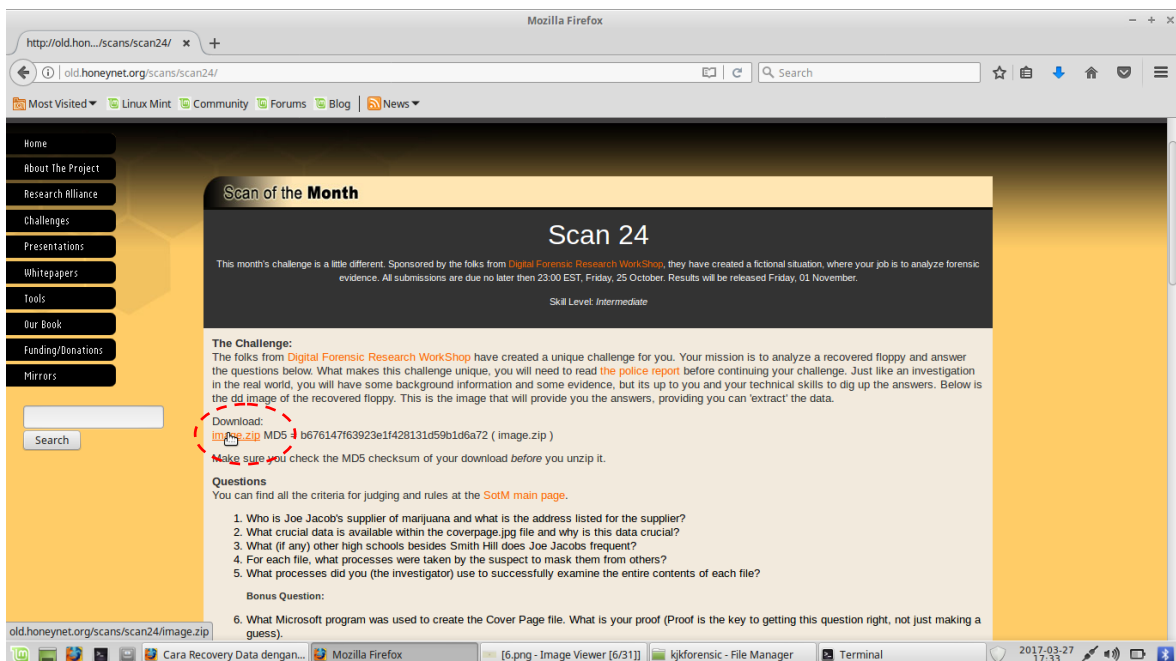 Mozilla Firefox
http://old.hon.../scans/scan24/
old.honeynet.org/scans/scan24/
Search
Most Visited
Linux Mint
Community
Forums
Blog
News
Home
About The Project
Research Alliance
Challenges
Presentations
Whitepapers
Tools
Our Book
Funding/Donations
Mirrors
Search
Scan of the Month
Scan 24
This month's challenge is a little different. Sponsored by the folks from Digital Forensic Research WorkShop, they have created a fictional situation, where your job is to analyze forensic
evidence. All submissions are due no later then 23:00 EST, Friday, 25 October. Results will be released Friday, 01 November.
Skill Level: Intermediate
The Challenge:
The folks from Digital Forensic Research WorkShop have created a unique challenge for you. Your mission is to analyze a recovered floppy and answer
the questions below. What makes this challenge unique, you will need to read the police report before continuing your challenge. Just like an investigation
in the real world, you will have some background information and some evidence, but its up to you and your technical skills to dig up the answers. Below is
the dd image of the recovered floppy. This is the image that will provide you the answers, providing you can 'extract' the data.
Download:
image.zip MD5 = b676147f63923e1f428131d59b1d6a72 ( image.zip )
Make sure you check the MD5 checksum of your download before you unzip it.
Questions
You can find all the criteria for judging and rules at the SotM main page.
1. Who is Joe Jacob's supplier of marijuana and what is the address listed for the supplier?
2. What crucial data is available within the coverpage.jpg file and why is this data crucial?
3. What (if any) other high schools besides Smith Hill does Joe Jacobs frequent?
4. For each file, what processes were taken by the suspect to mask them from others?
5. What processes did you (the investigator) use to successfully examine the entire contents of each file?
Bonus Question:
6. What Microsoft program was used to create the Cover Page file. What is your proof (Proof is the key to getting this question right, not just making a
guess).
old.honeynet.org/scans/scan24/image.zip
Cara Recovery Data dengan...
Mozilla Firefox
[6.png - Image Viewer [6/31]]
kjkforensic - File Manager
Terminal
2017-03-27
17:33